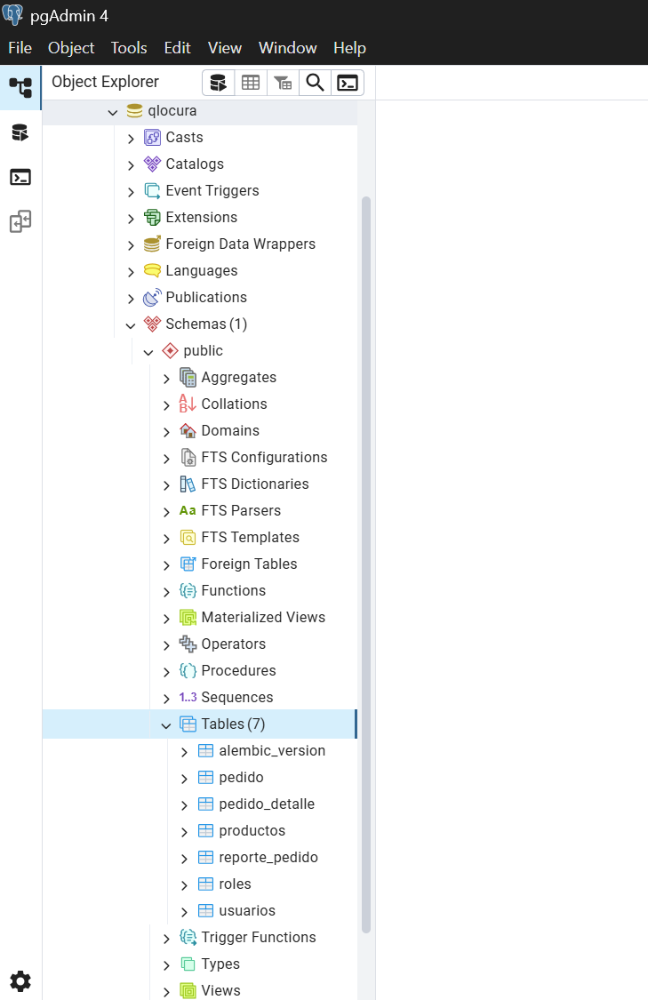 pgAdmin 4
File Object Tools Edit View Window Help
Object Explorer
qlocura
Casts
Catalogs
Event Triggers
Extensions
Foreign Data Wrappers
Languages
Publications
Schemas (1)
public
Aggregates
Collations
Domains
FTS Configurations
FTS Dictionaries
Aa FTS Parsers
FTS Templates
Foreign Tables
Functions
Materialized Views
Operators
Procedures
1..3 Sequences
Tables (7)
alembic_version
pedido
pedido_detalle
productos
reporte_pedido
roles
usuarios
Trigger Functions
Types
Views